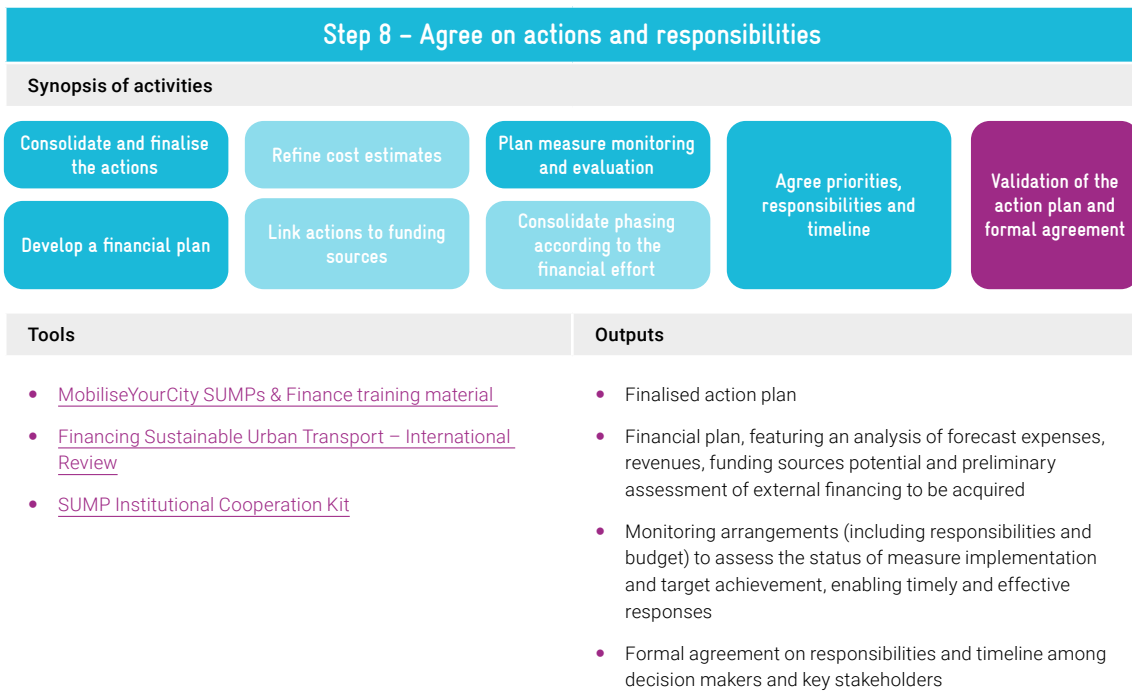 Step 8 – Agree on actions and responsibilities
Synopsis of activities
Consolidate and finalise
the actions
Develop a financial plan
Refine cost estimates
Link actions to funding
sources
Plan measure monitoring
and evaluation
Consolidate phasing
according to the
financial effort
Agree priorities,
responsibilities and
timeline
Validation of the
action plan and
formal agreement
Tools
• MobiliseYourCity SUMPs & Finance training material
• Financing Sustainable Urban Transport – International
Review
• SUMP Institutional Cooperation Kit
Outputs
• Finalised action plan
• Financial plan, featuring an analysis of forecast expenses,
revenues, funding sources potential and preliminary
assessment of external financing to be acquired
• Monitoring arrangements (including responsibilities and
budget) to assess the status of measure implementation
and target achievement, enabling timely and effective
responses
• Formal agreement on responsibilities and timeline among
decision makers and key stakeholders